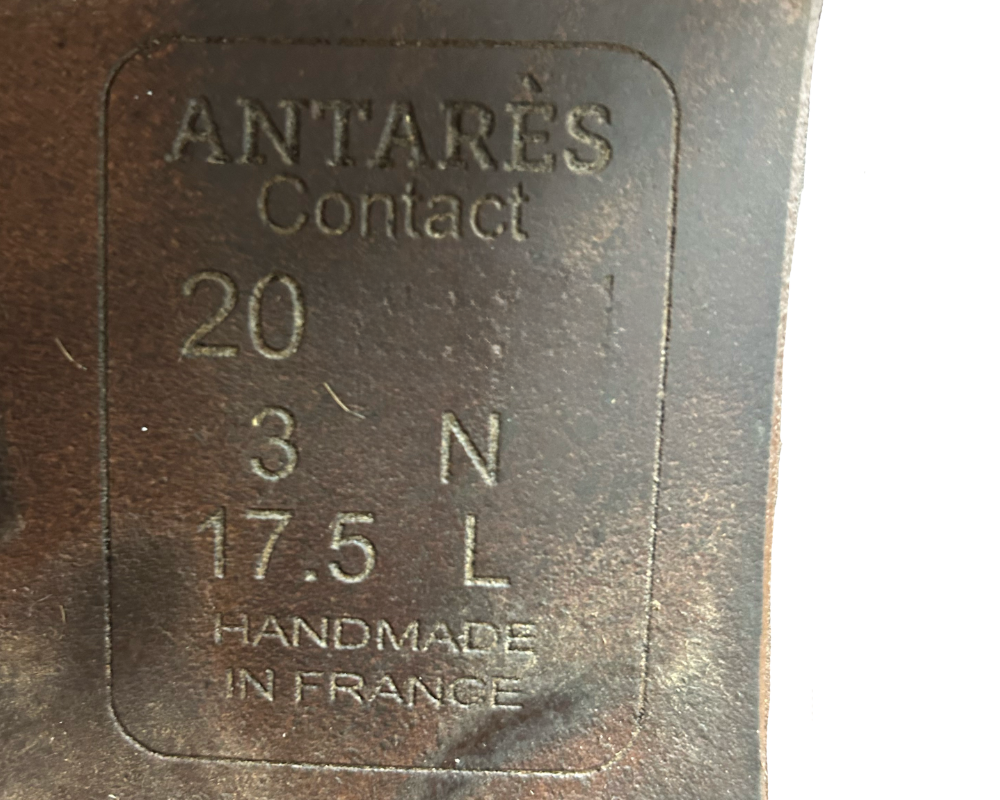 ANTARÈS
Contact
20
3 N
17.5 L
HANDMADE
IN FRANCE